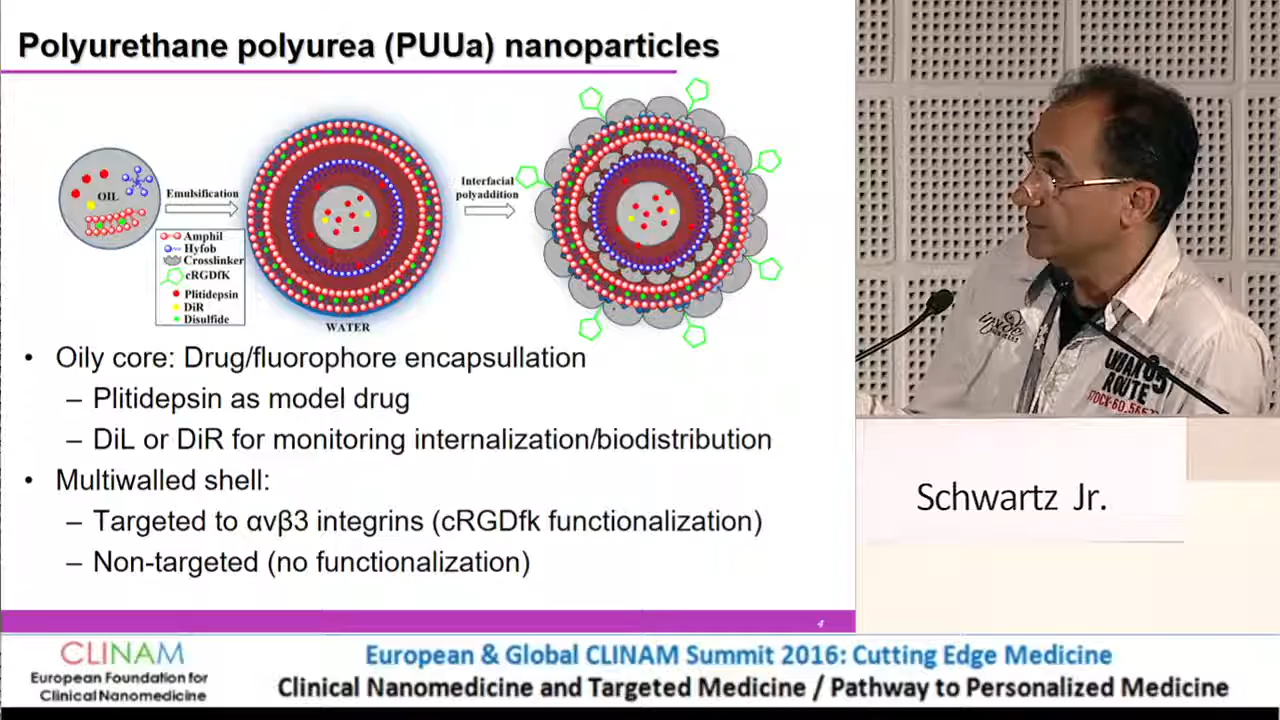 Polyurethane polyurea (PUUa) nanoparticles
OIL
Emulsification
Amphil
Hyfob
Crosslinker
cRGDfK
Plitidepsin
DiR
Disulfide
WATER
Interfacial
polyaddition
• Oily core: Drug/fluorophore encapsullation
– Plitidepsin as model drug
– DiL or DiR for monitoring internalization/biodistribution
• Multiwalled shell:
– Targeted to αvβ3 integrins (cRGDfk functionalization)
– Non-targeted (no functionalization)
4
ROUTE
Schwartz Jr.
CLINAM
European Foundation for
Clinical Nanomedicine
European & Global CLINAM Summit 2016: Cutting Edge Medicine
Clinical Nanomedicine and Targeted Medicine / Pathway to Personalized Medicine